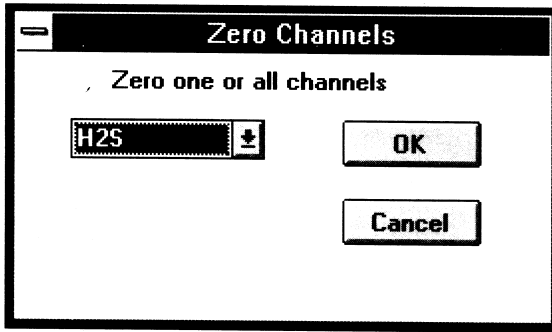 Zero Channels
Zero one or all channels
H2S
OK
Cancel